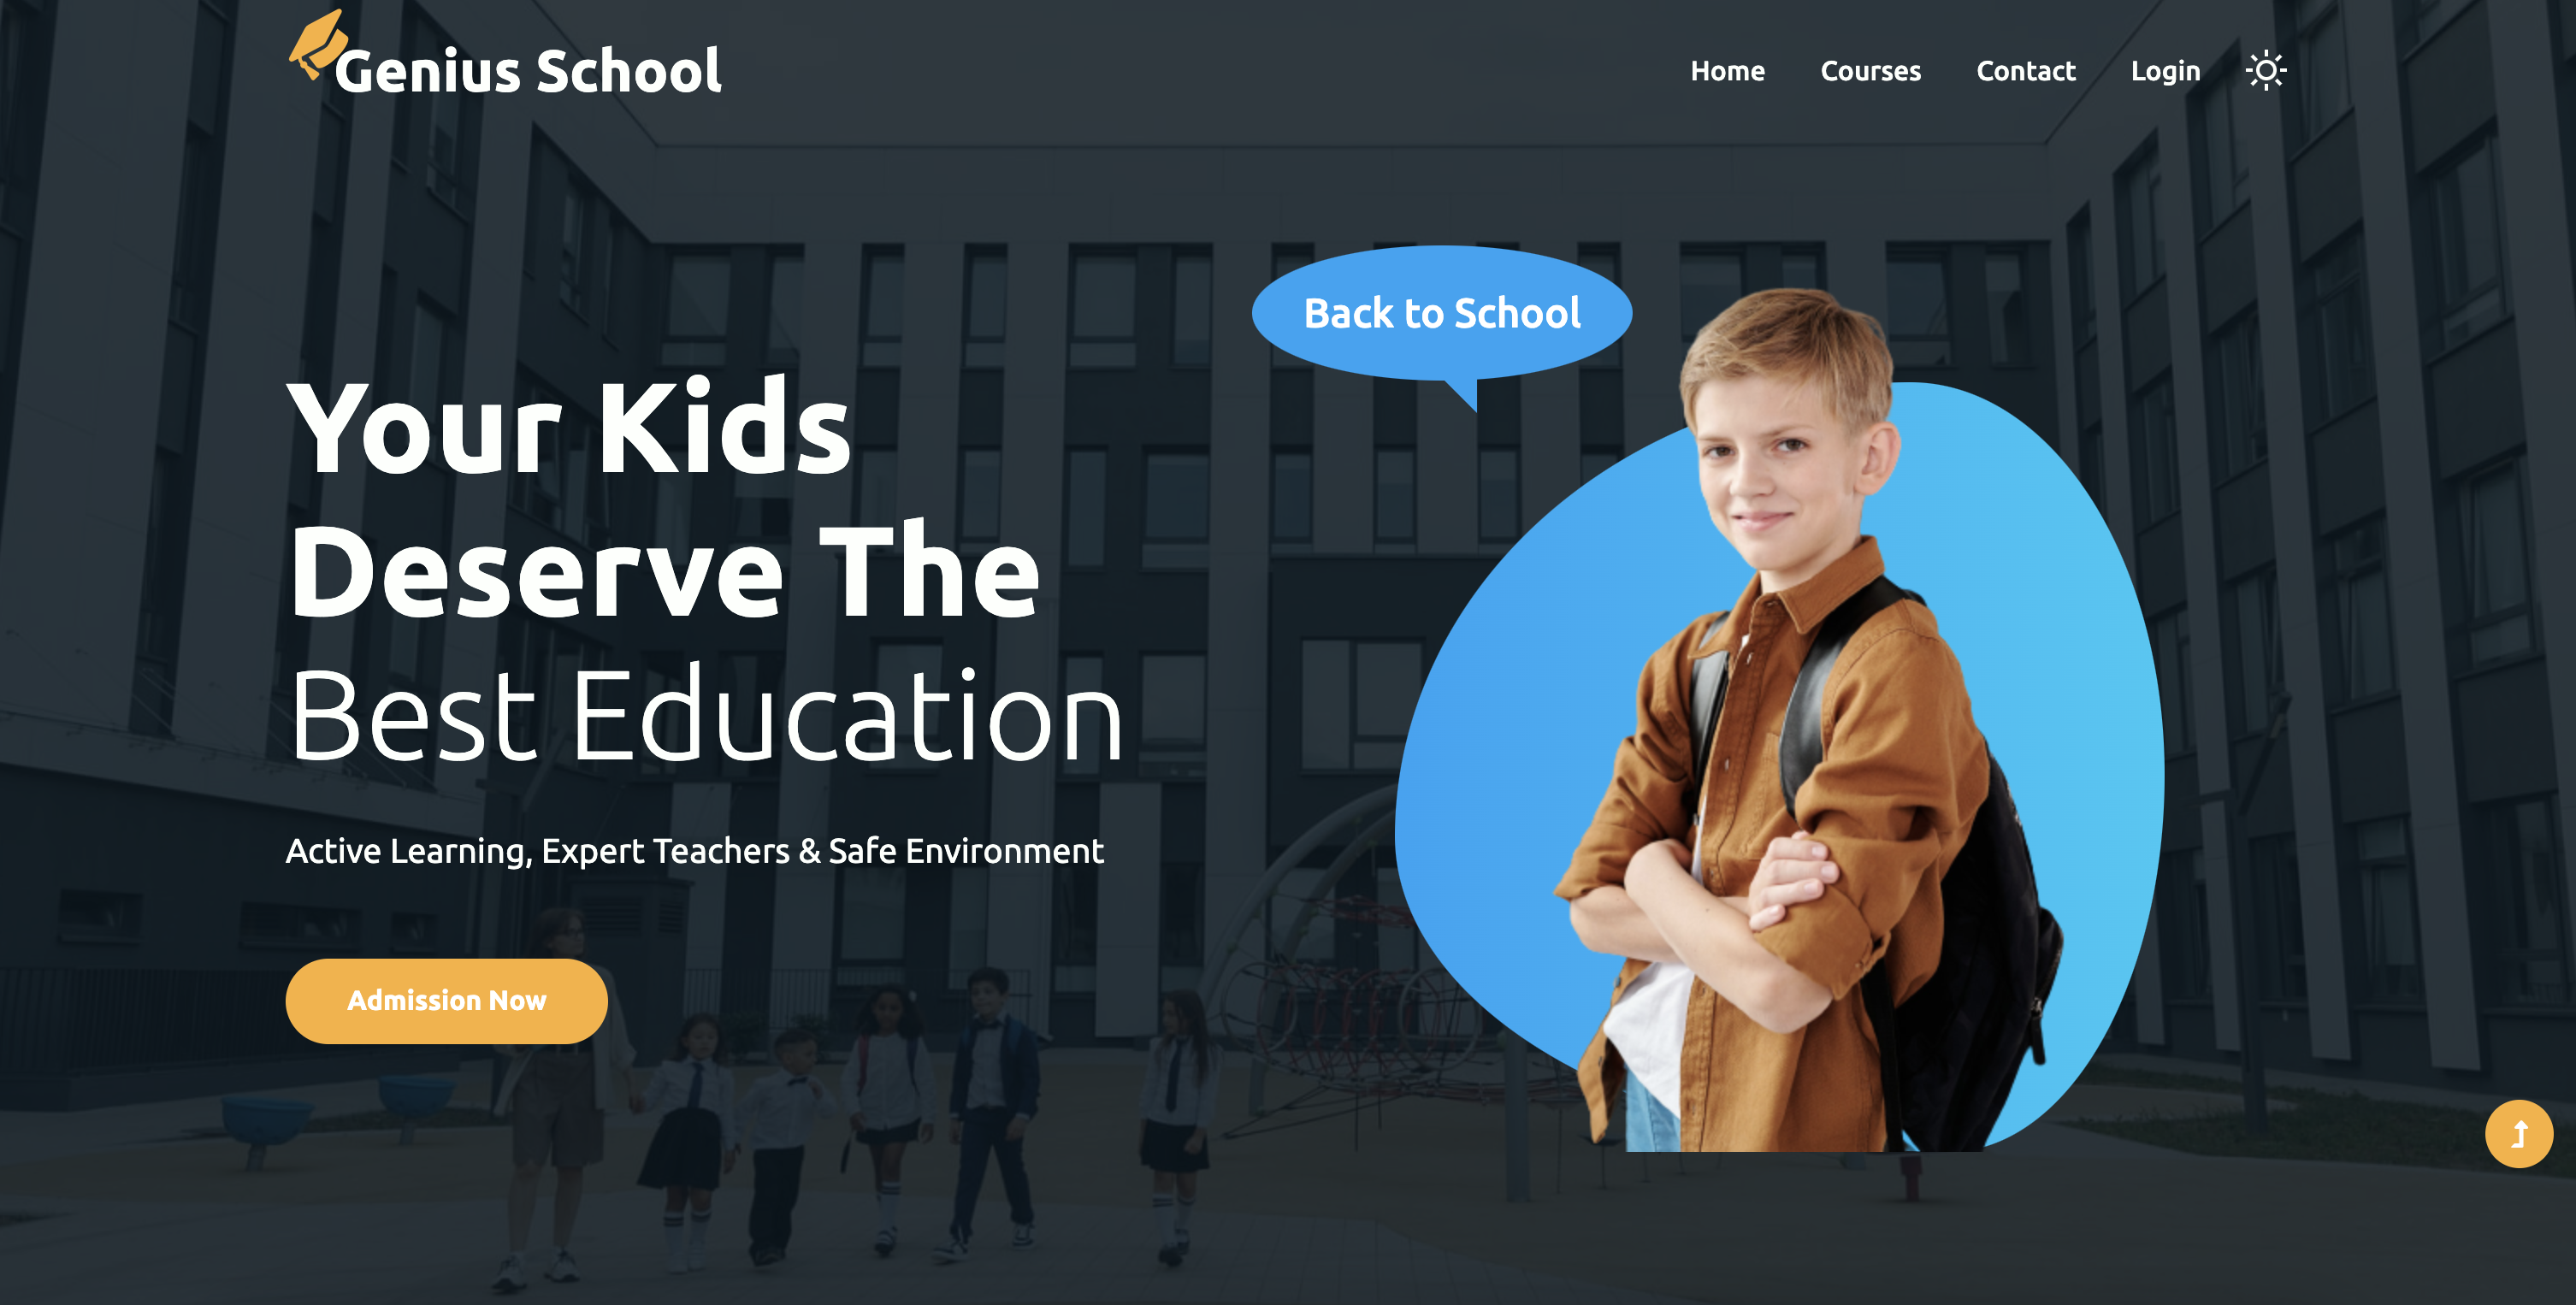 Genius School
Home
Courses
Contact
Login
Back to School
Your Kids
Deserve The
Best Education
Active Learning, Expert Teachers & Safe Environment
Admission Now